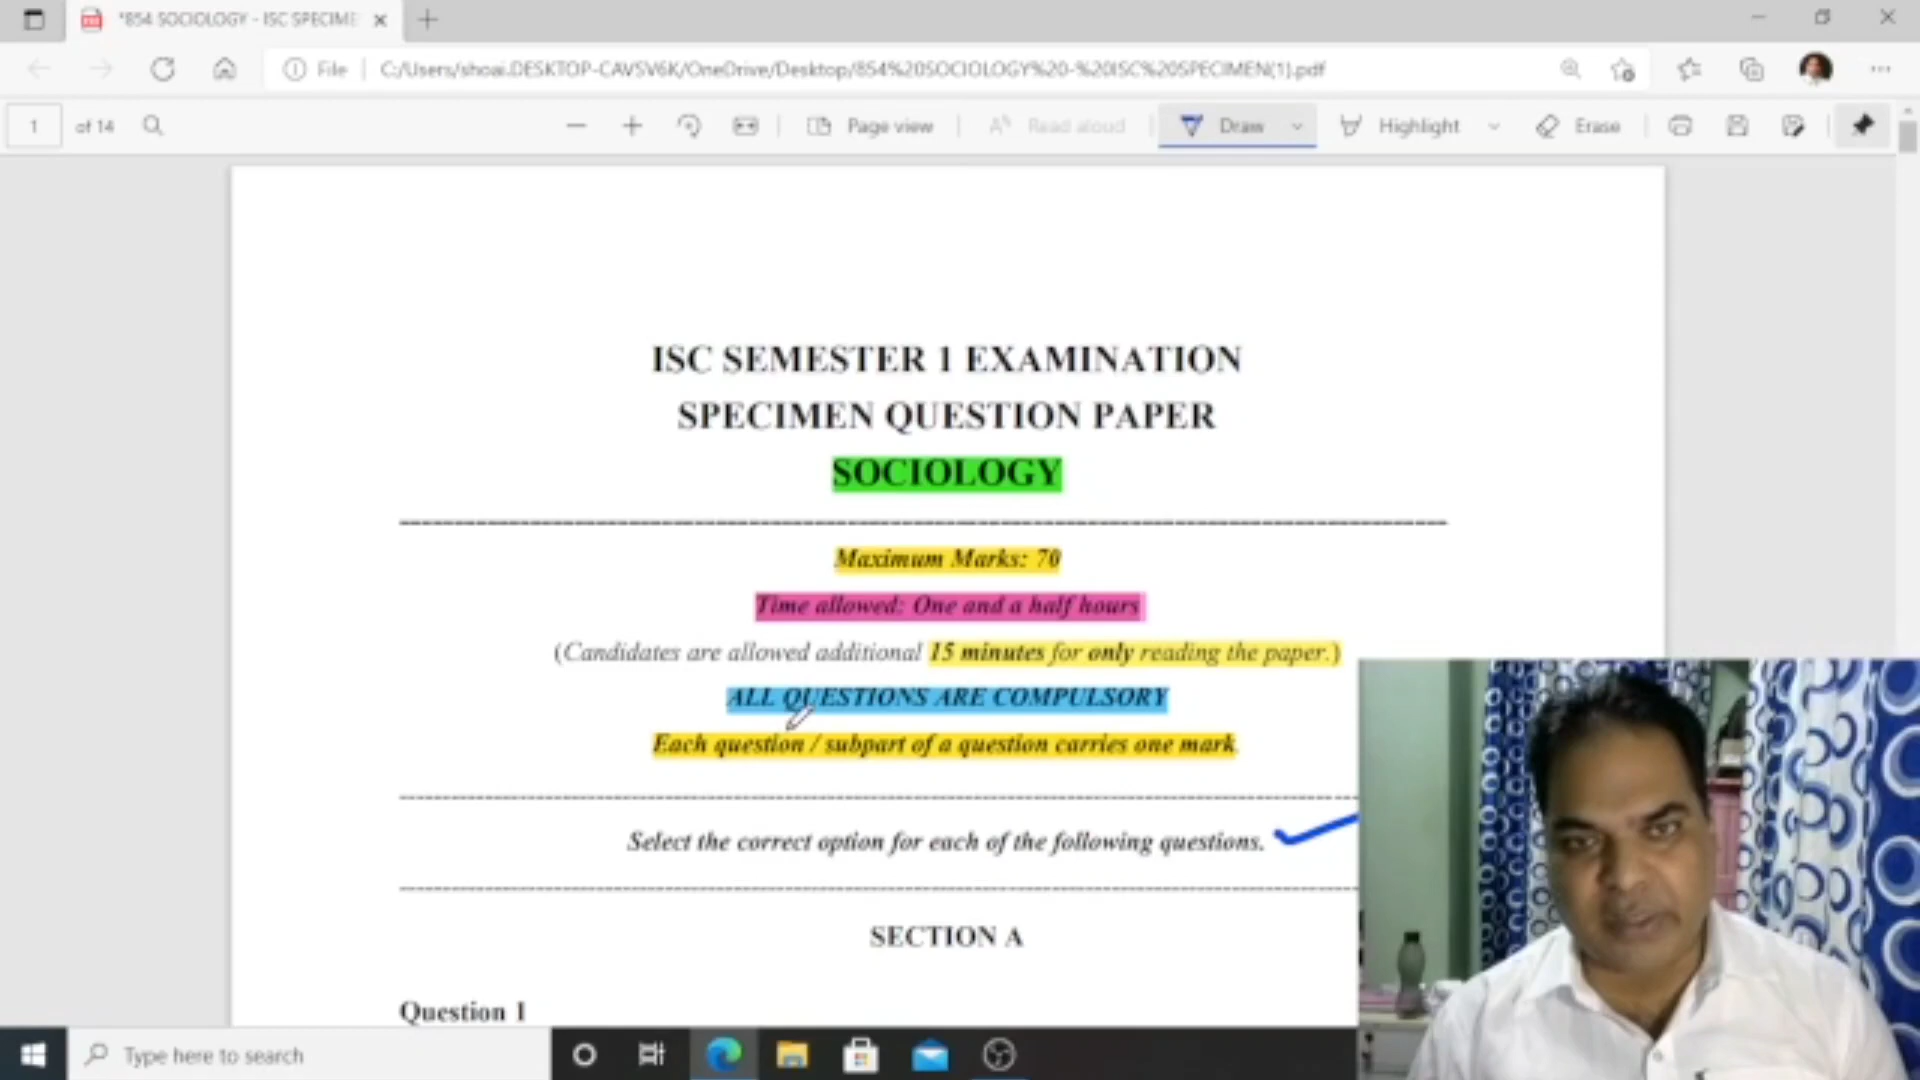 *854 SOCIOLOGY - ISC SPECIME
File
C:/Users/shoai.DESKTOP-CAVSV6K/OneDrive/Desktop/854%20SOCIOLOGY%20-%20ISC%20SPECIMEN(1).pdf
1 of 14
Page view
Read aloud
Draw
Highlight
Erase
ISC SEMESTER 1 EXAMINATION
SPECIMEN QUESTION PAPER
SOCIOLOGY
Maximum Marks: 70
Time allowed: One and a half hours
(Candidates are allowed additional 15 minutes for only reading the paper.)
ALL QUESTIONS ARE COMPULSORY
Each question / subpart of a question carries one mark.
Select the correct option for each of the following questions.
SECTION A
Question 1
Type here to search